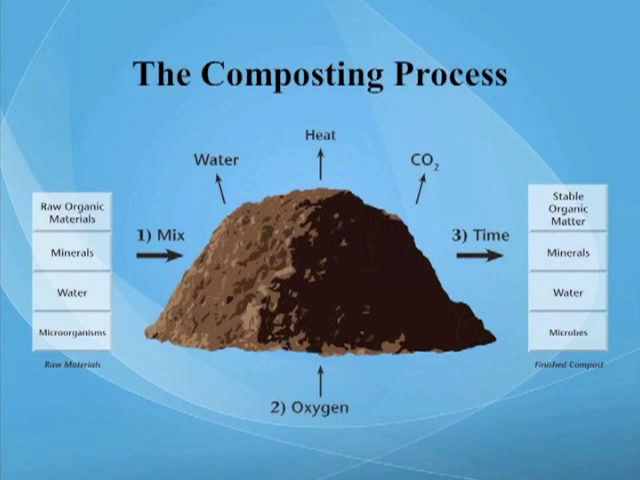 The Composting Process
Heat
Water
CO₂
Raw Organic
Materials
Minerals
Water
Microorganisms
Raw Materials
1) Mix
2) Oxygen
3) Time
Stable
Organic
Matter
Minerals
Water
Microbes
Finished Compost